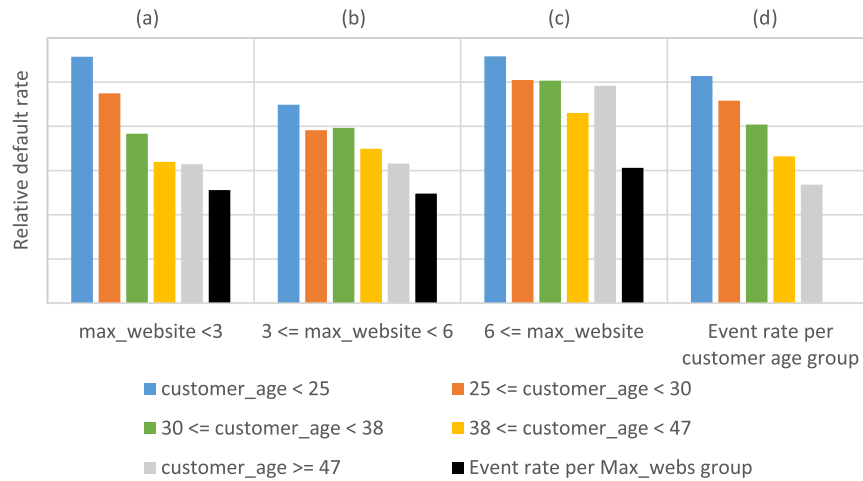 (a) (b) (c) (d)
Relative default rate
max_website <3 3 <= max_website < 6 6 <= max_website Event rate per
customer age group
customer_age < 25 25 <= customer_age < 30
30 <= customer_age < 38 38 <= customer_age < 47
customer_age >= 47 Event rate per Max_webs group